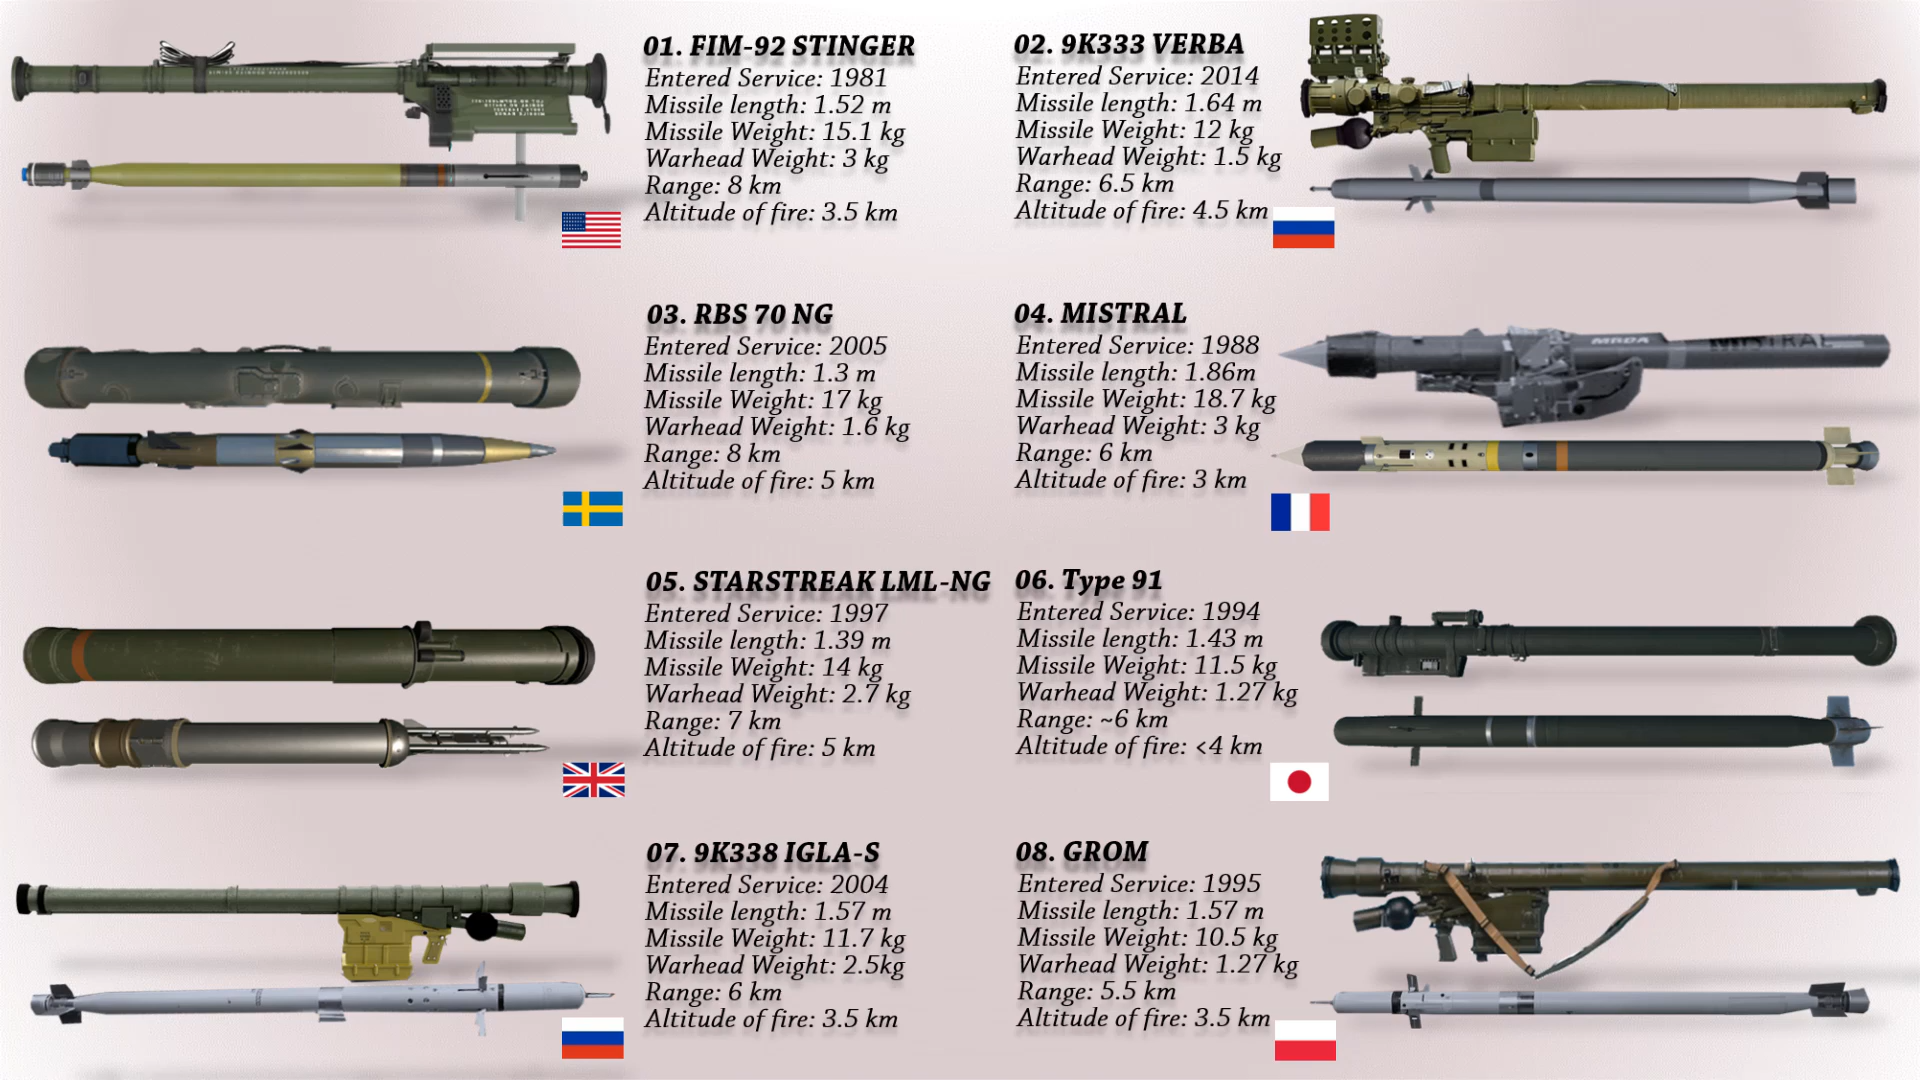 01. FIM-92 STINGER
Entered Service: 1981
Missile length: 1.52 m
Missile Weight: 15.1 kg
Warhead Weight: 3 kg
Range: 8 km
Altitude of fire: 3.5 km
02. 9K333 VERBA
Entered Service: 2014
Missile length: 1.64 m
Missile Weight: 12 kg
Warhead Weight: 1.5 kg
Range: 6.5 km
Altitude of fire: 4.5 km
03. RBS 70 NG
Entered Service: 2005
Missile length: 1.3 m
Missile Weight: 17 kg
Warhead Weight: 1.6 kg
Range: 8 km
Altitude of fire: 5 km
04. MISTRAL
Entered Service: 1988
Missile length: 1.86m
Missile Weight: 18.7 kg
Warhead Weight: 3 kg
Range: 6 km
Altitude of fire: 3 km
MBDA MISTRAL
05. STARSTREAK LML-NG
Entered Service: 1997
Missile length: 1.39 m
Missile Weight: 14 kg
Warhead Weight: 2.7 kg
Range: 7 km
Altitude of fire: 5 km
06. Type 91
Entered Service: 1994
Missile length: 1.43 m
Missile Weight: 11.5 kg
Warhead Weight: 1.27 kg
Range: ~6 km
Altitude of fire: <4 km
07. 9K338 IGLA-S
Entered Service: 2004
Missile length: 1.57 m
Missile Weight: 11.7 kg
Warhead Weight: 2.5kg
Range: 6 km
Altitude of fire: 3.5 km
08. GROM
Entered Service: 1995
Missile length: 1.57 m
Missile Weight: 10.5 kg
Warhead Weight: 1.27 kg
Range: 5.5 km
Altitude of fire: 3.5 km